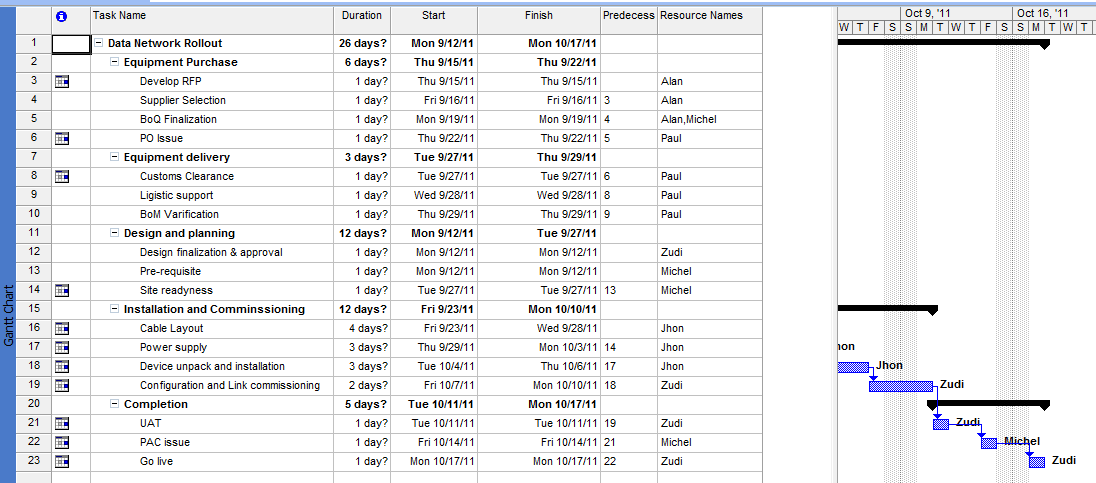 Task Name Duration Start Finish Predecess Resource Names Oct 9, '11 Oct 16, '11
W T F S S M T W T F S S M T W T
1 Data Network Rollout 26 days? Mon 9/12/11 Mon 10/17/11
2 Equipment Purchase 6 days? Thu 9/15/11 Thu 9/22/11
3 Develop RFP 1 day? Thu 9/15/11 Thu 9/15/11 Alan
4 Supplier Selection 1 day? Fri 9/16/11 Fri 9/16/11 3 Alan
5 BoQ Finalization 1 day? Mon 9/19/11 Mon 9/19/11 4 Alan,Michel
6 PO Issue 1 day? Thu 9/22/11 Thu 9/22/11 5 Paul
7 Equipment delivery 3 days? Tue 9/27/11 Thu 9/29/11
8 Customs Clearance 1 day? Tue 9/27/11 Tue 9/27/11 6 Paul
9 Ligistic support 1 day? Wed 9/28/11 Wed 9/28/11 8 Paul
10 BoM Varification 1 day? Thu 9/29/11 Thu 9/29/11 9 Paul
11 Design and planning 12 days? Mon 9/12/11 Tue 9/27/11
12 Design finalization & approval 1 day? Mon 9/12/11 Mon 9/12/11 Zudi
13 Pre-requisite 1 day? Mon 9/12/11 Mon 9/12/11 Michel
14 Site readyness 1 day? Tue 9/27/11 Tue 9/27/11 13 Michel
15 Installation and Comminssioning 12 days? Fri 9/23/11 Mon 10/10/11
16 Cable Layout 4 days? Fri 9/23/11 Wed 9/28/11 Jhon
17 Power supply 3 days? Thu 9/29/11 Mon 10/3/11 14 Jhon hon
18 Device unpack and installation 3 days? Tue 10/4/11 Thu 10/6/11 17 Jhon Jhon
19 Configuration and Link commissioning 2 days? Fri 10/7/11 Mon 10/10/11 18 Zudi Zudi
20 Completion 5 days? Tue 10/11/11 Mon 10/17/11
21 UAT 1 day? Tue 10/11/11 Tue 10/11/11 19 Zudi Zudi
22 PAC issue 1 day? Fri 10/14/11 Fri 10/14/11 21 Michel Michel
23 Go live 1 day? Mon 10/17/11 Mon 10/17/11 22 Zudi Zudi
Gantt Chart